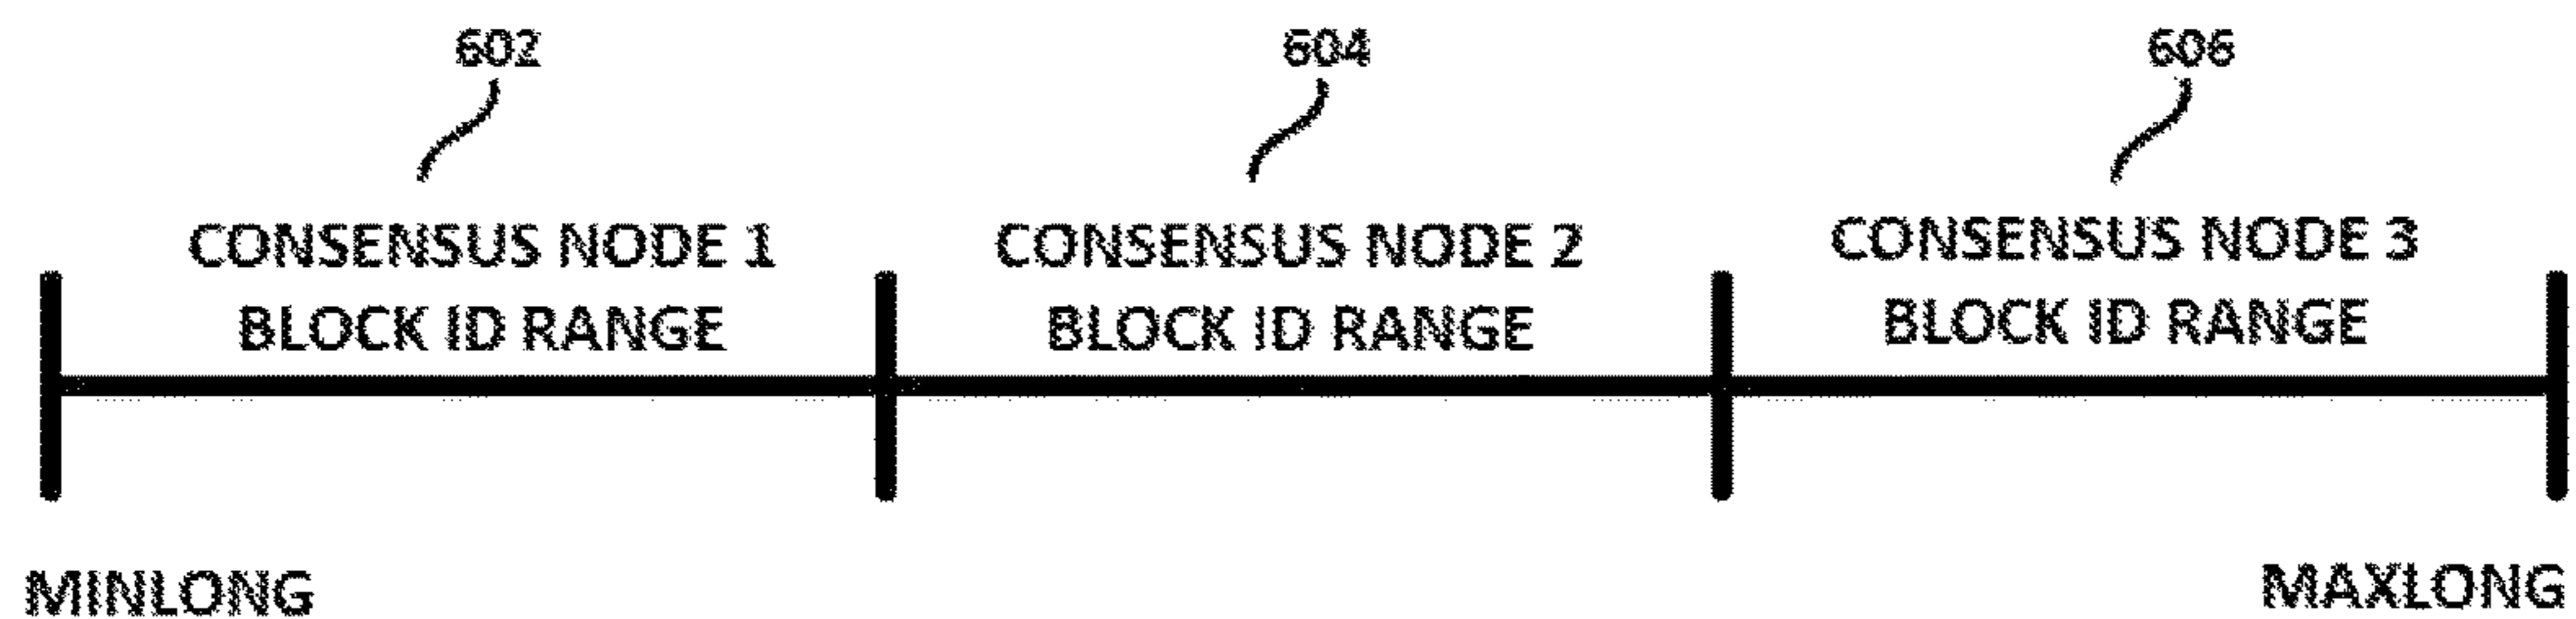 602
604
606
CONSENSUS NODE 1
BLOCK ID RANGE
CONSENSUS NODE 2
BLOCK ID RANGE
CONSENSUS NODE 3
BLOCK ID RANGE
MINLONG
MAXLONG